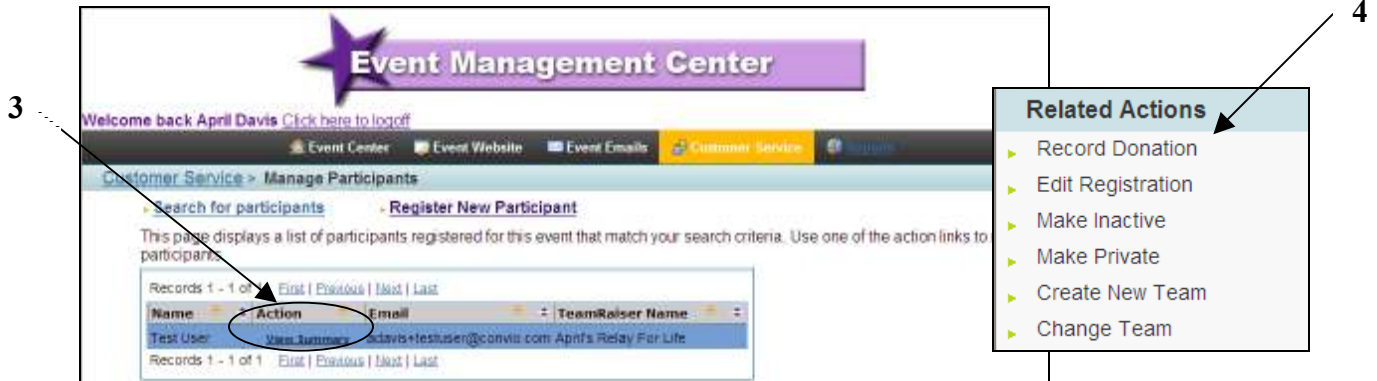 4
Event Management Center
3
Welcome back April Davis Click here to logoff
Event Center Event Website Event Emails Customer Service
Customer Service > Manage Participants
Search for participants Register New Participant
This page displays a list of participants registered for this event that match your search criteria. Use one of the action links to
participants.
Records 1 - 1 of 1 First | Previous | Next | Last
Name Action Email TeamRaiser Name
Test User View Summary adavis+testuser@convio.com April's Relay For Life
Records 1 - 1 of 1 First | Previous | Next | Last
Related Actions
Record Donation
Edit Registration
Make Inactive
Make Private
Create New Team
Change Team